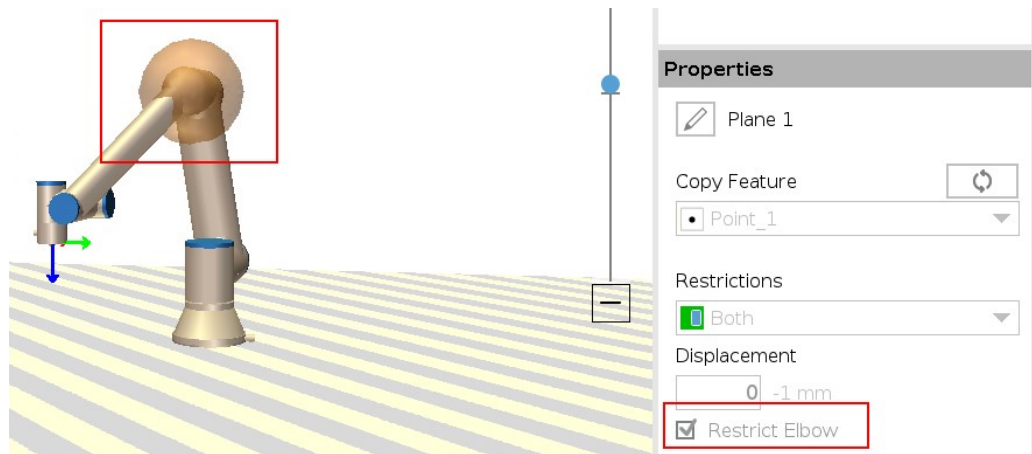 Properties
Plane 1
Copy Feature
Point_1
Restrictions
Both
Displacement
0 -1 mm
Restrict Elbow